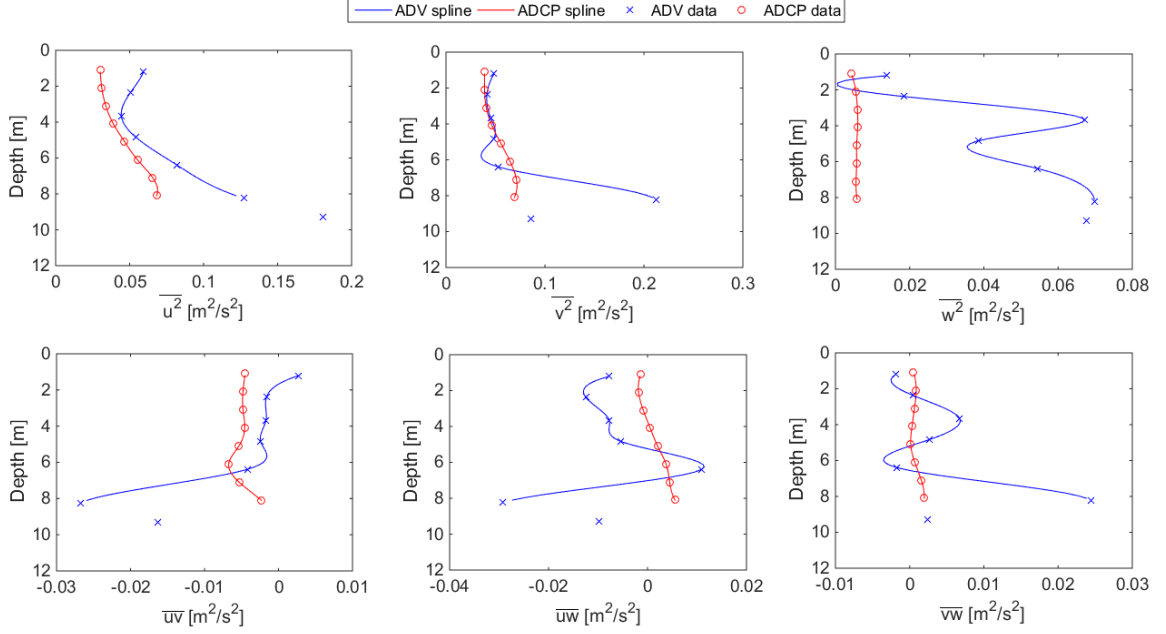 ADV spline ADCP spline ADV data ADCP data
0
2
4
6
8
10
12
Depth [m]
0 0.05 0.1 0.15 0.2
u² [m²/s²]
0
2
4
6
8
10
12
Depth [m]
0 0.1 0.2 0.3
v² [m²/s²]
0
2
4
6
8
10
12
Depth [m]
0 0.02 0.04 0.06 0.08
w² [m²/s²]
0
2
4
6
8
10
12
Depth [m]
-0.03 -0.02 -0.01 0 0.01
uv [m²/s²]
0
2
4
6
8
10
12
Depth [m]
-0.04 -0.02 0 0.02
uw [m²/s²]
0
2
4
6
8
10
12
Depth [m]
-0.01 0 0.01 0.02 0.03
vw [m²/s²]